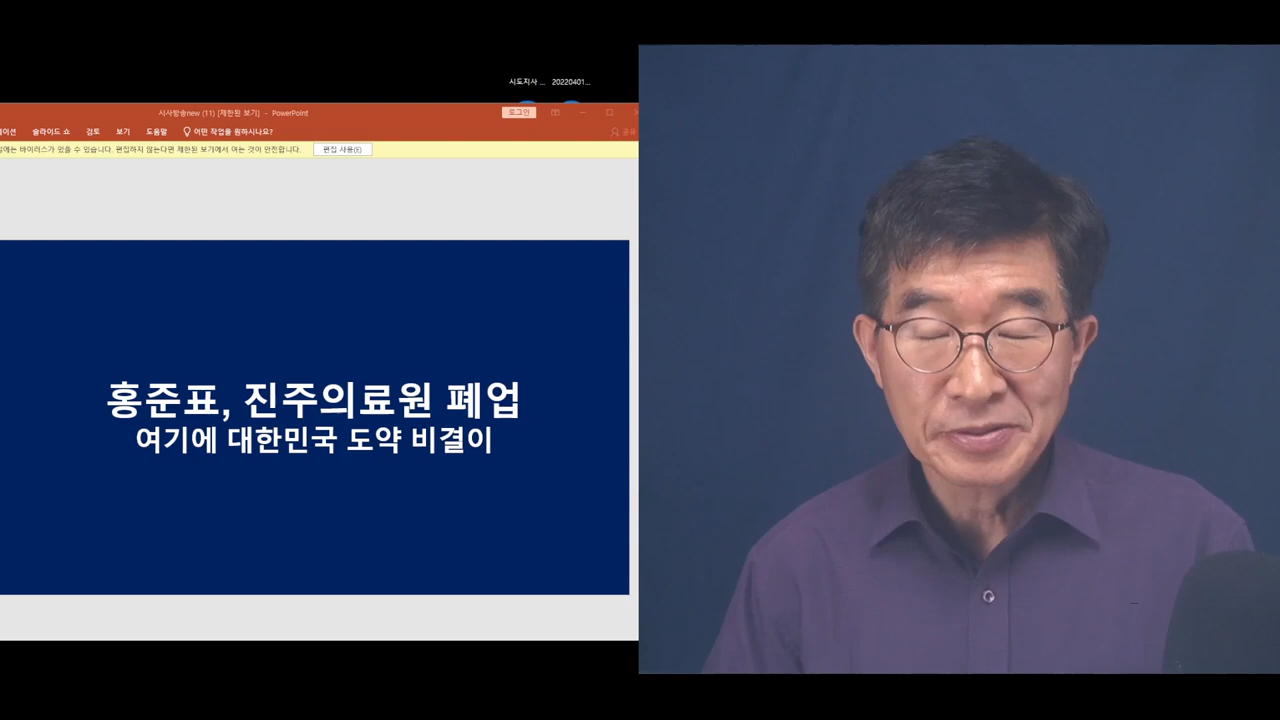 시도지사 ... 20220401...
시사방송new (11) [제한된 보기] - PowerPoint 로그인
슬라이드 쇼 검토 보기 도움말 어떤 작업을 원하시나요? 공유
바이러스가 있을 수 있습니다. 편집하지 않는다면 제한된 보기에서 여는 것이 안전합니다. 편집 사용(E)
홍준표, 진주의료원 폐업
여기에 대한민국 도약 비결이